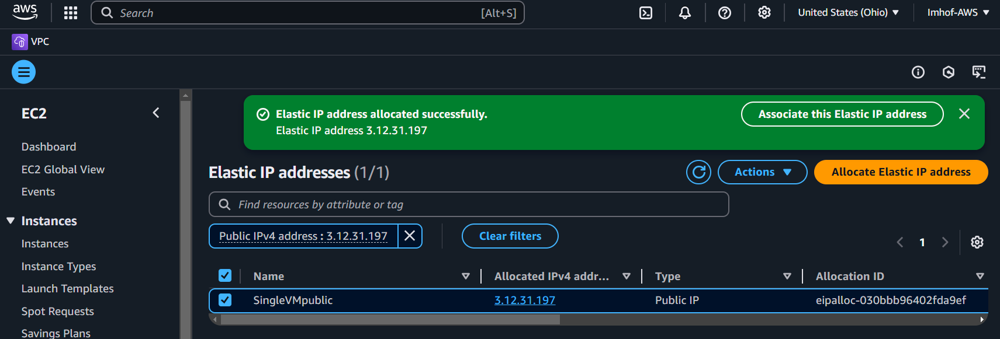 aws
Search [Alt+S]
United States (Ohio)
Imhof-AWS
VPC
EC2
Dashboard
EC2 Global View
Events
Instances
Instances
Instance Types
Launch Templates
Spot Requests
Savings Plans
Elastic IP address allocated successfully.
Elastic IP address 3.12.31.197
Associate this Elastic IP address
Elastic IP addresses (1/1)
Actions
Allocate Elastic IP address
Find resources by attribute or tag
Public IPv4 address : 3.12.31.197
Clear filters
1
Name Allocated IPv4 addr... Type Allocation ID
SingleVMpublic 3.12.31.197 Public IP eipalloc-030bbb96402fda9ef